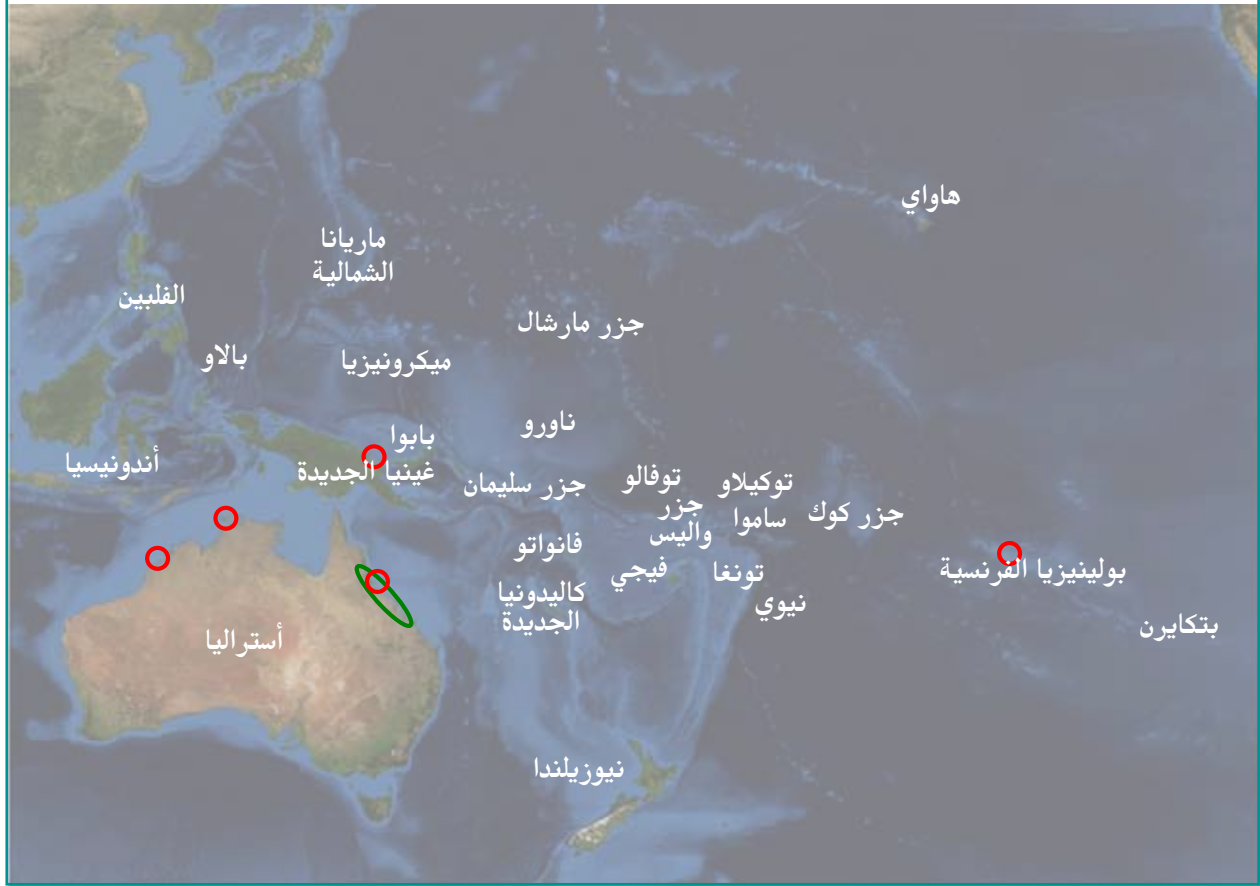 هاواي
ماريانا
الشمالية
الفلبين
جزر مارشال
بالاو
ميكرونيزيا
ناورو
بابوا
غينيا الجديدة
أندونيسيا
جزر سليمان
توفالو
توكيلاو
جزر
واليس
ساموا
جزر كوك
فانواتو
فيجي
تونغا
نيوي
كاليدونيا
الجديدة
بولينيزيا الفرنسية
بتكايرن
أستراليا
نيوزيلندا